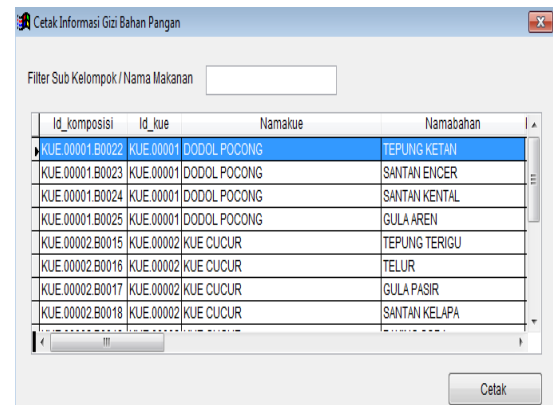 Cetak Informasi Gizi Bahan Pangan
Filter Sub Kelompok / Nama Makanan
Id_komposisi Id_kue Namakue Namabahan
KUE.00001.B0022 KUE.00001 DODOL POCONG TEPUNG KETAN
KUE.00001.B0023 KUE.00001 DODOL POCONG SANTAN ENCER
KUE.00001.B0024 KUE.00001 DODOL POCONG SANTAN KENTAL
KUE.00001.B0025 KUE.00001 DODOL POCONG GULA AREN
KUE.00002.B0015 KUE.00002 KUE CUCUR TEPUNG TERIGU
KUE.00002.B0016 KUE.00002 KUE CUCUR TELUR
KUE.00002.B0017 KUE.00002 KUE CUCUR GULA PASIR
KUE.00002.B0018 KUE.00002 KUE CUCUR SANTAN KELAPA
Cetak